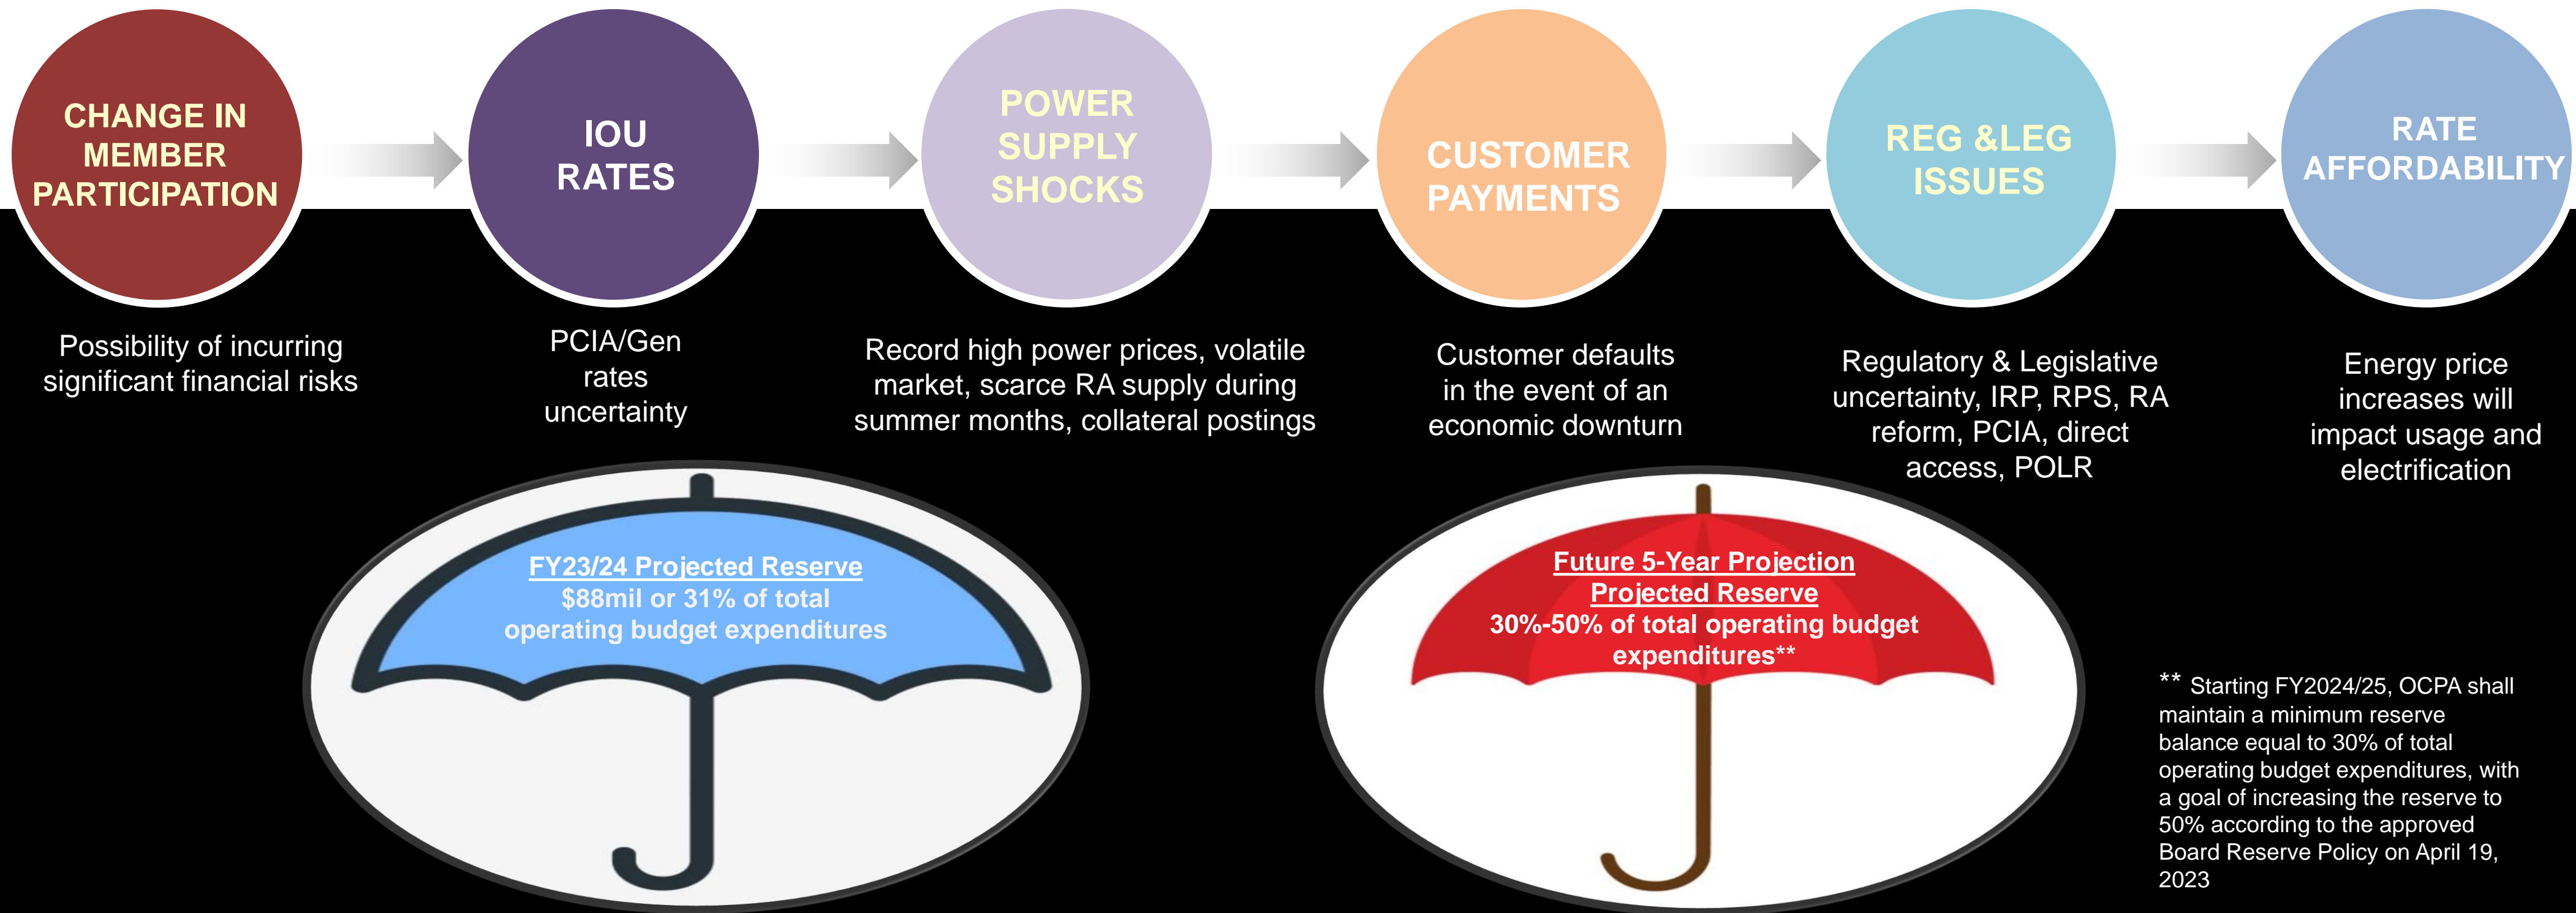 CHANGE IN
MEMBER
PARTICIPATION
IOU
RATES
POWER
SUPPLY
SHOCKS
CUSTOMER
PAYMENTS
REG &LEG
ISSUES
RATE
AFFORDABILITY
Possibility of incurring
significant financial risks
PCIA/Gen
rates
uncertainty
Record high power prices, volatile
market, scarce RA supply during
summer months, collateral postings
Customer defaults
in the event of an
economic downturn
Regulatory & Legislative
uncertainty, IRP, RPS, RA
reform, PCIA, direct
access, POLR
Energy price
increases will
impact usage and
electrification
FY23/24 Projected Reserve
$88mil or 31% of total
operating budget expenditures
Future 5-Year Projection
Projected Reserve
30%-50% of total operating budget
expenditures**
** Starting FY2024/25, OCPA shall
maintain a minimum reserve
balance equal to 30% of total
operating budget expenditures, with
a goal of increasing the reserve to
50% according to the approved
Board Reserve Policy on April 19,
2023